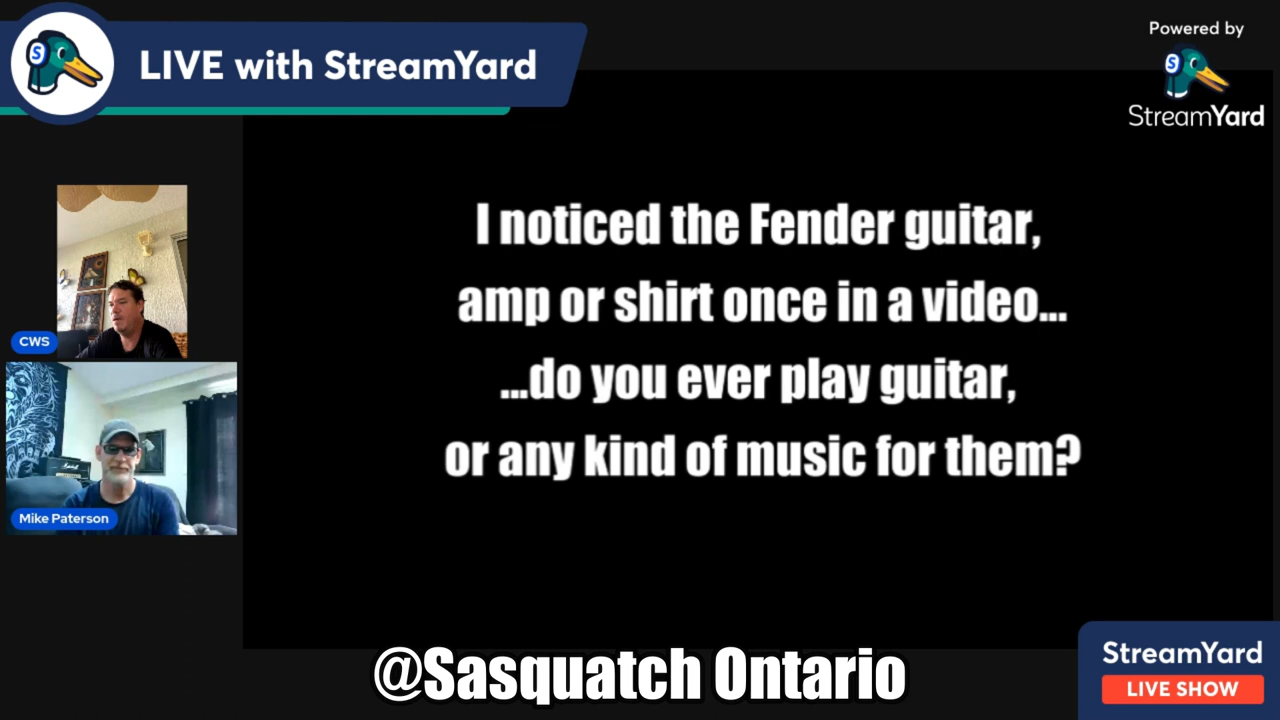 LIVE with StreamYard
Powered by
StreamYard
I noticed the Fender guitar,
amp or shirt once in a video...
...do you ever play guitar,
or any kind of music for them?
CWS
Marshall
Mike Paterson
@Sasquatch Ontario
StreamYard
LIVE SHOW